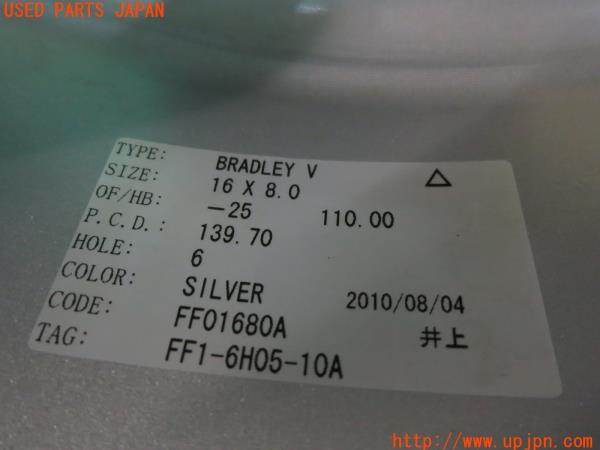 USED PARTS JAPAN
TYPE: BRADLEY V △
SIZE: 16 X 8.0
OF/HB: -25 110.00
P.C.D.: 139.70
HOLE: 6
COLOR: SILVER 2010/08/04
CODE: FF01680A 井上
TAG: FF1-6H05-10A
http://www.upjpn.com/